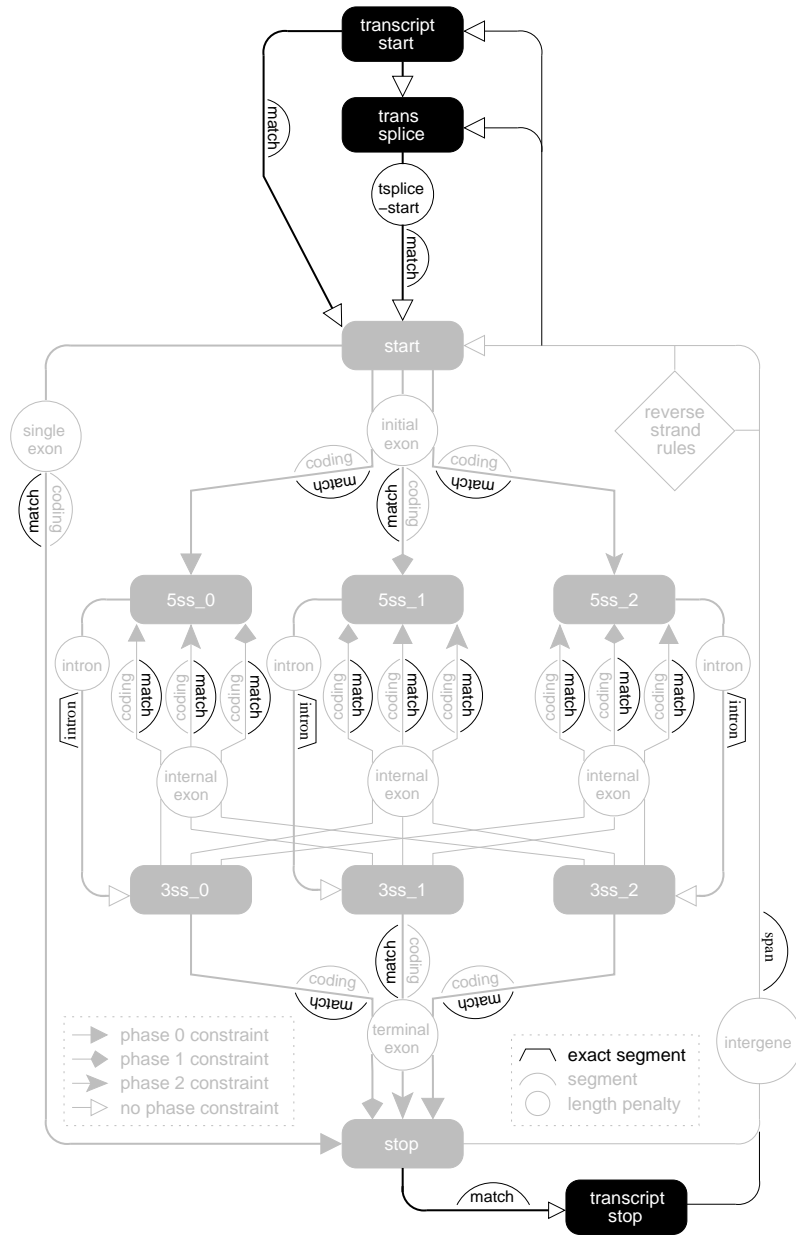 transcript
start
match
trans
splice
tsplice
–start
match
start
single
exon
initial
exon
reverse
strand
rules
coding
match
coding
match
match
coding
match
coding
5ss_0
5ss_1
5ss_2
intron
intron
intron
coding
match
coding
match
coding
match
coding
match
coding
match
coding
match
coding
match
coding
match
coding
match
intron
intron
intron
internal
exon
internal
exon
internal
exon
3ss_0
3ss_1
3ss_2
match
coding
span
coding
match
coding
match
phase 0 constraint
phase 1 constraint
phase 2 constraint
no phase constraint
terminal
exon
exact segment
segment
length penalty
intergene
stop
match
transcript
stop